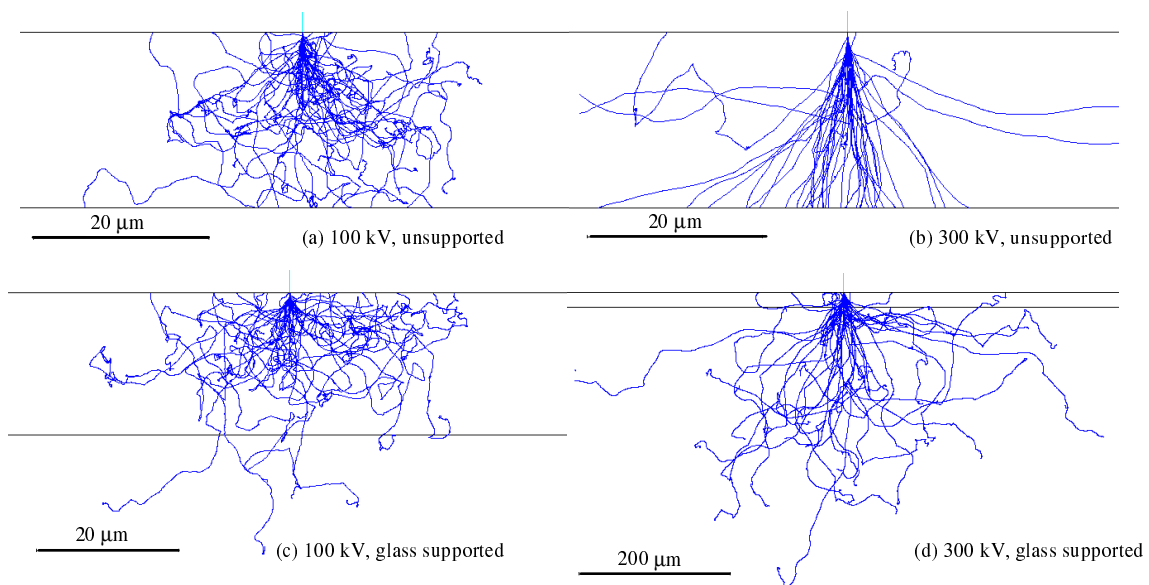 20 μm
(a) 100 kV, unsupported
20 μm
(b) 300 kV, unsupported
20 μm
(c) 100 kV, glass supported
200 μm
(d) 300 kV, glass supported